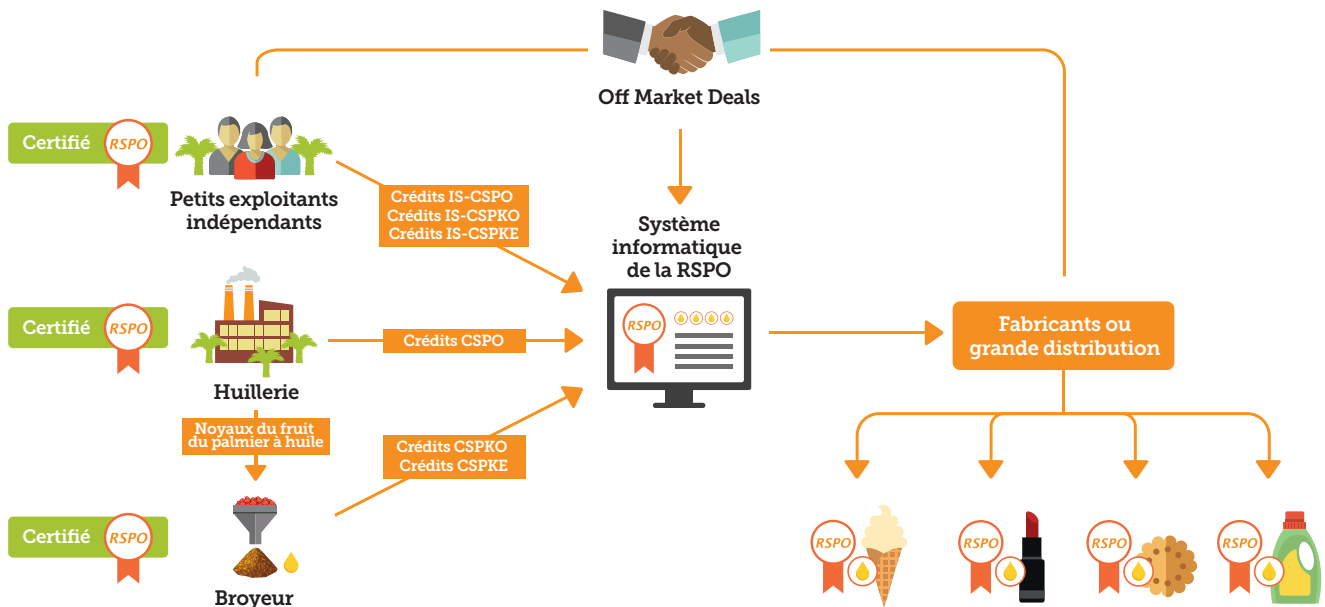 Off Market Deals
Certifié
RSPO
Petits exploitants
indépendants
Crédits IS-CSPO
Crédits IS-CSPKO
Crédits IS-CSPKE
Système
informatique
de la RSPO
RSPO
Certifié
RSPO
Huillerie
Crédits CSPO
Fabricants ou
grande distribution
Noyaux du fruit
du palmier à huile
Crédits CSPKO
Crédits CSPKE
Certifié
RSPO
Broyeur
RSPO
RSPO
RSPO
RSPO